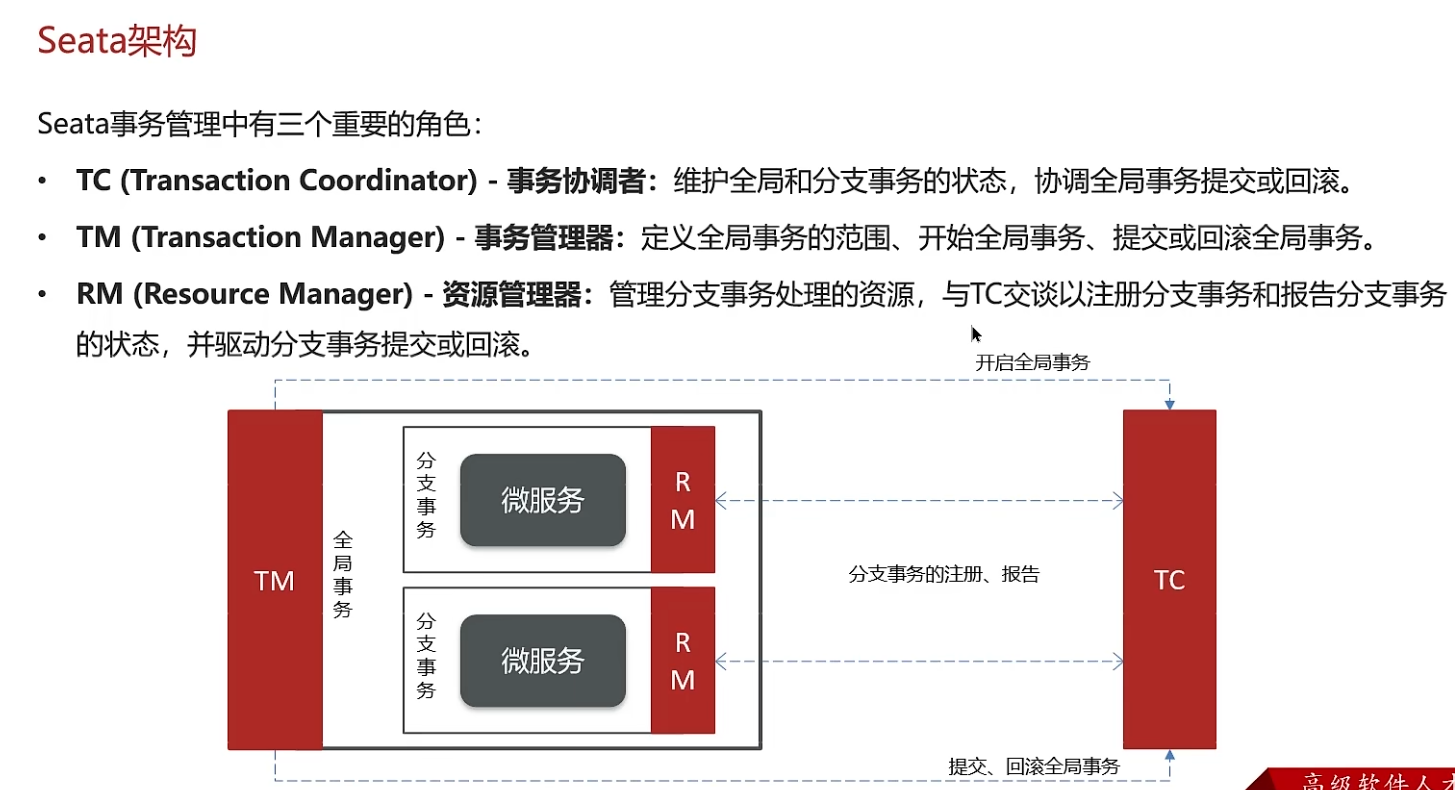 Seata架构
Seata事务管理中有三个重要的角色：
• TC (Transaction Coordinator) - 事务协调者：维护全局和分支事务的状态，协调全局事务提交或回滚。
• TM (Transaction Manager) - 事务管理器：定义全局事务的范围、开始全局事务、提交或回滚全局事务。
• RM (Resource Manager) - 资源管理器：管理分支事务处理的资源，与TC交谈以注册分支事务和报告分支事务
的状态，并驱动分支事务提交或回滚。
开启全局事务
TM
全局事务
分支事务
微服务
RM
分支事务
微服务
RM
分支事务的注册、报告
TC
提交、回滚全局事务
高级软件人才